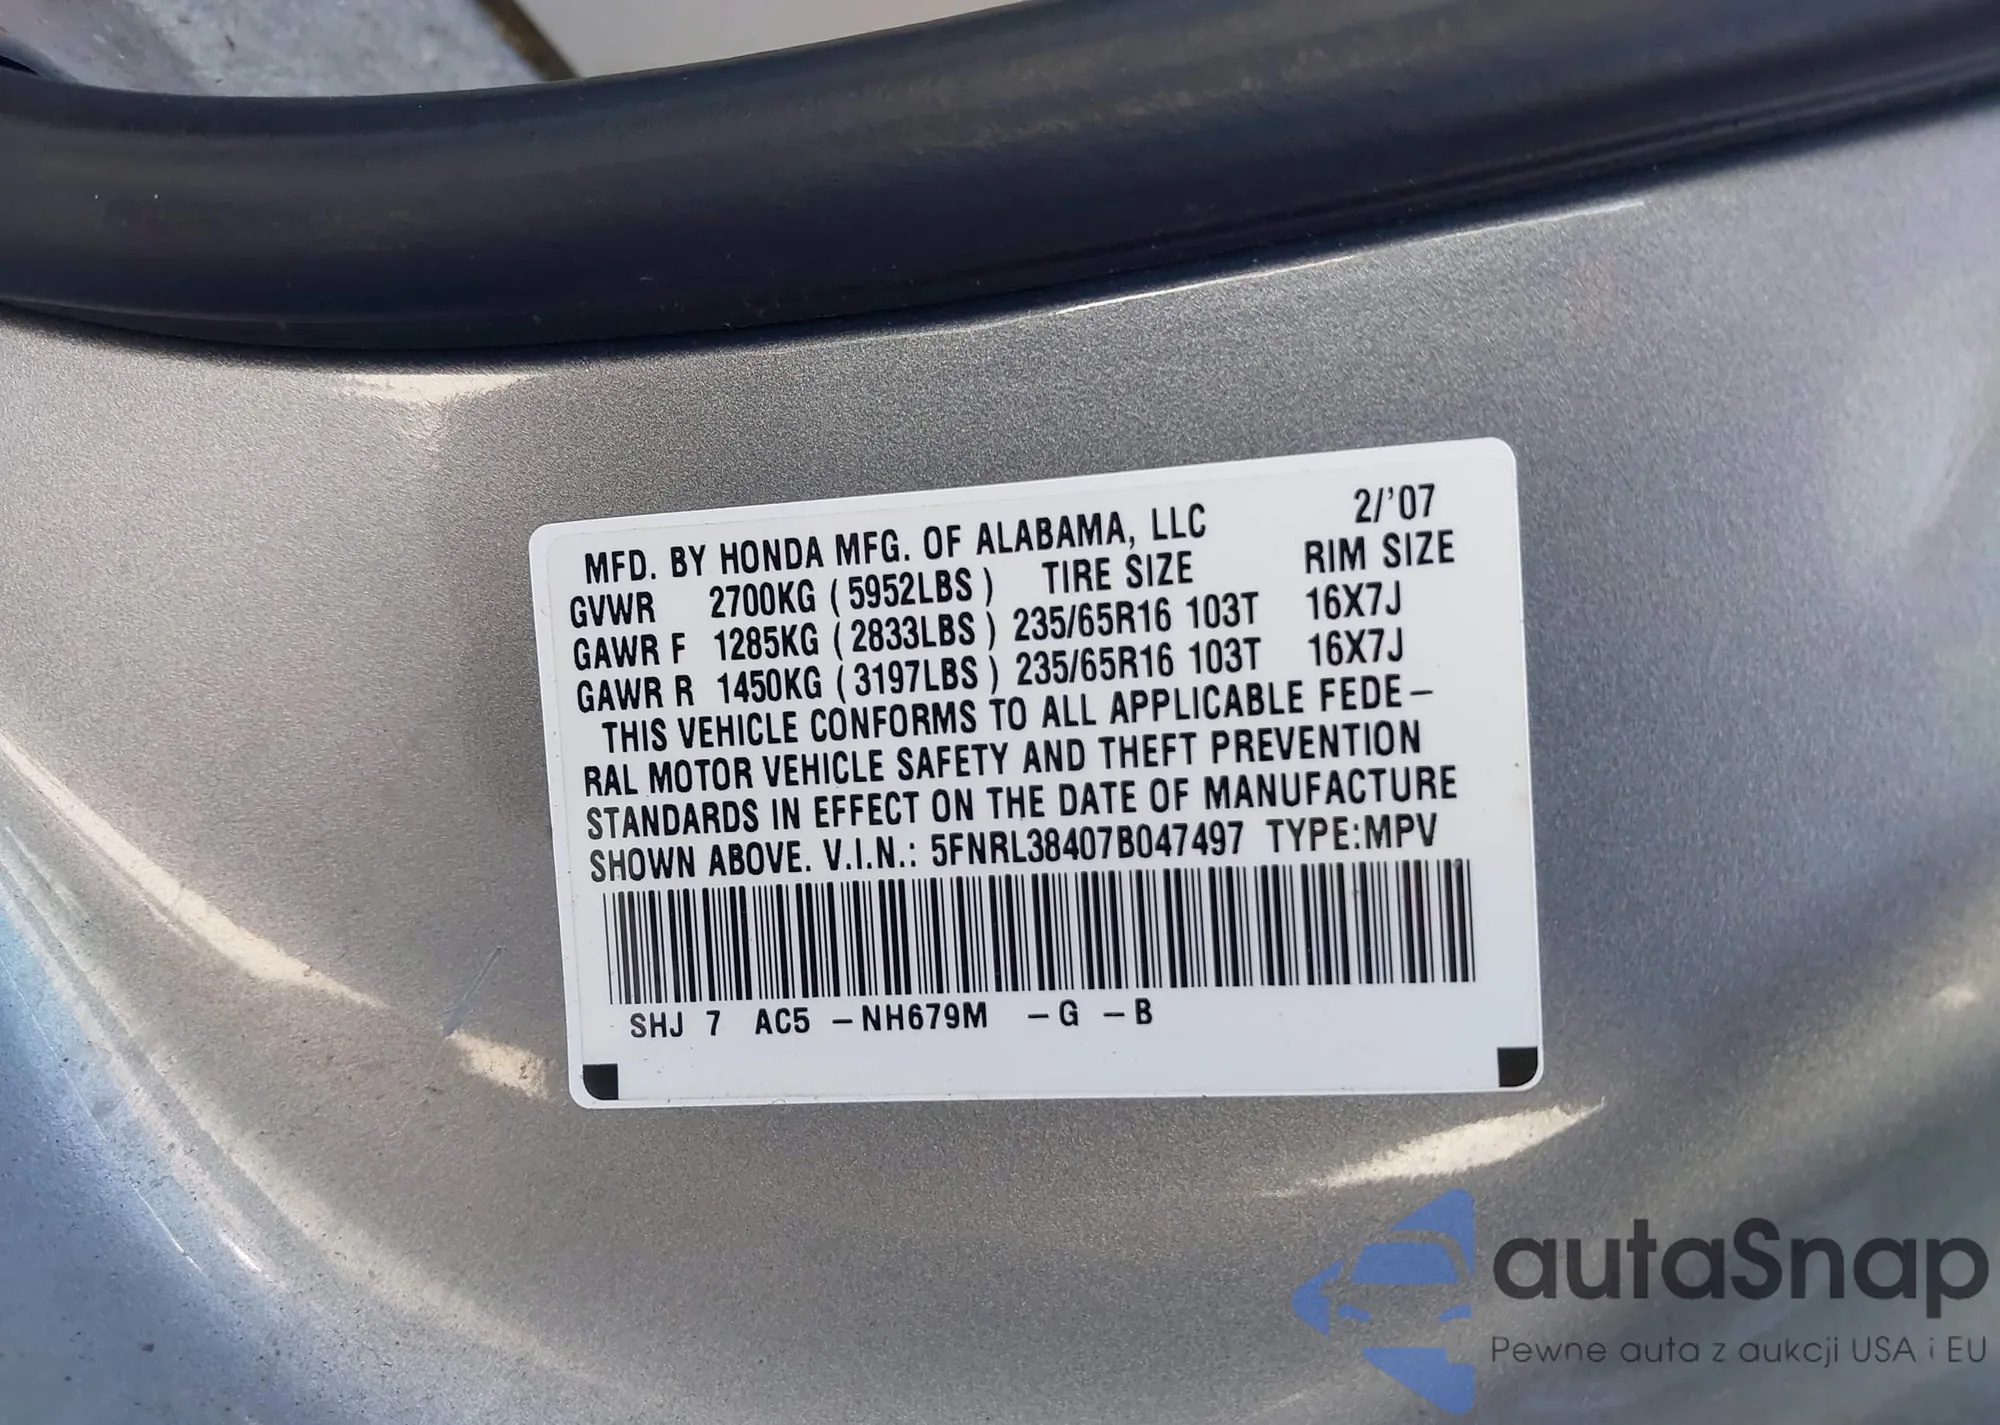 MFD. BY HONDA MFG. OF ALABAMA, LLC 2/'07
GVWR 2700KG (5952LBS) TIRE SIZE RIM SIZE
GAWR F 1285KG (2833LBS) 235/65R16 103T 16X7J
GAWR R 1450KG (3197LBS) 235/65R16 103T 16X7J
THIS VEHICLE CONFORMS TO ALL APPLICABLE FEDE-
RAL MOTOR VEHICLE SAFETY AND THEFT PREVENTION
STANDARDS IN EFFECT ON THE DATE OF MANUFACTURE
SHOWN ABOVE. V.I.N.: 5FNRL38407B047497 TYPE:MPV
SHJ 7 AC5 -NH679M -G -B
autaSnap
Pewne auta z aukcji USA i EU